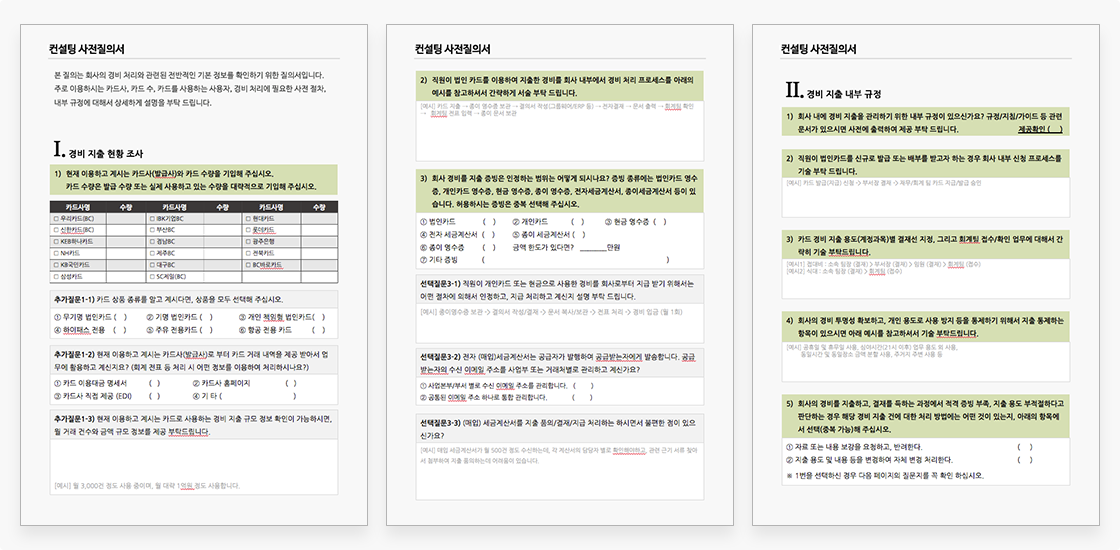 컨설팅 사전질의서
본 질의는 회사의 경비 처리와 관련된 전반적인 기본 정보를 확인하기 위한 질의서입니다.
주로 이용하시는 카드사, 카드 수, 카드를 사용하는 사용자, 경비 처리에 필요한 사전 절차,
내부 규정에 대해서 상세하게 설명을 부탁 드립니다.
I. 경비 지출 현황 조사
1) 현재 이용하고 계시는 카드사(발급사)와 카드 수량을 기입해 주십시오.
카드 수량은 발급 수량 또는 실제 사용하고 있는 수량을 대략적으로 기입해 주십시오.
카드사명 수량 카드사명 수량 카드사명 수량
□ 우리카드(BC) □ IBK기업BC □ 현대카드
□ 신한카드(BC) □ 부산BC □ 롯데카드
□ KEB하나카드 □ 경남BC □ 광주은행
□ NH카드 □ 제주BC □ 전북카드
□ KB국민카드 □ 대구BC □ BC바로카드
□ 삼성카드 □ SC제일(BC)
추가질문1-1) 카드 상품 종류를 알고 계시다면, 상품을 모두 선택해 주십시오.
① 무기명 법인카드 ( ) ② 기명 법인카드 ( ) ③ 개인 책임형 법인카드( )
④ 하이패스 전용 ( ) ⑤ 주유 전용카드 ( ) ⑥ 항공 전용 카드 ( )
추가질문1-2) 현재 이용하고 계시는 카드사(발급사)로 부터 카드 거래 내역을 제공 받아서 업
무에 활용하고 계신지요? (회계 전표 등 처리 시 어떤 정보를 이용하여 처리하시나요?)
① 카드 이용대금 명세서 ( ) ② 카드사 홈페이지 ( )
③ 카드사 직접 제공 (EDI) ( ) ④ 기 타 ( )
추가질문1-3) 현재 이용하고 계시는 카드로 사용하는 경비 지출 규모 정보 확인이 가능하시면,
월 거래 건수와 금액 규모 정보를 제공 부탁드립니다.
[예시] 월 3,000건 정도 사용 중이며, 월 대략 1억원 정도 사용합니다.
컨설팅 사전질의서
2) 직원이 법인 카드를 이용하여 지출한 경비를 회사 내부에서 경비 처리 프로세스를 아래의
예시를 참고하셔서 간략하게 서술 부탁 드립니다.
[예시] 카드 지출 → 종이 영수증 보관 → 결의서 작성(그룹웨어/ERP 등) → 전자결재 → 문서 출력 → 회계팀 확인
→ 회계팀 전표 입력 → 종이 문서 보관
3) 회사 경비를 지출 증빙은 인정하는 범위는 어떻게 되시나요? 증빙 종류에는 법인카드 영수
증, 개인카드 영수증, 현금 영수증, 종이 영수증, 전자세금계산서, 종이세금계산서 등이 있
습니다. 허용하시는 증빙은 중복 선택해 주십시오.
① 법인카드 ( ) ② 개인카드 ( ) ③ 현금 영수증 ( )
④ 전자 세금계산서 ( ) ⑤ 종이 세금계산서 ( )
⑥ 종이 영수증 ( ) 금액 한도가 있다면? ______만원
⑦ 기타 증빙 ( )
선택질문3-1) 직원이 개인카드 또는 현금으로 사용한 경비를 회사로부터 지급 받기 위해서는
어떤 절차에 의해서 인정하고, 지급 처리하고 계신지 설명 부탁 드립니다.
[예시] 종이영수증 보관 -> 결의서 작성/결재 -> 문서 복사/보관 -> 전표 처리 -> 경비 입금 (월 1회)
선택질문3-2) 전자 (매입)세금계산서는 공급자가 발행하여 공급받는자에게 발송합니다. 공급
받는자의 수신 이메일 주소를 사업부 또는 거래처별로 관리하고 계신가요?
① 사업본부/부서 별로 수신 이메일 주소를 관리합니다. ( )
② 공통된 이메일 주소 하나로 통합 관리합니다. ( )
선택질문3-3) (매입) 세금계산서를 지출 품의/결재/지급 처리하는 하시면서 불편한 점이 있으
신가요?
[예시] 매입 세금계산서가 월 500건 정도 수신하는데, 각 계산서의 담당자 별로 확인해야하고, 관련 근거 서류 찾아
서 첨부하여 지출 품의하는데 어려움이 있습니다.
컨설팅 사전질의서
II. 경비 지출 내부 규정
1) 회사 내에 경비 지출을 관리하기 위한 내부 규정이 있으신가요? 규정/지침/가이드 등 관련
문서가 있으시면 사전에 출력하여 제공 부탁 드립니다. 제공확인 ( )
2) 직원이 법인카드를 신규로 발급 또는 배부를 받고자 하는 경우 회사 내부 신청 프로세스를
기술 부탁 드립니다.
[예시] 카드 발급(지급) 신청 -> 부서장 결재 -> 재무/회계 팀 카드 지급/발급 승인
3) 카드 경비 지출 용도(계정과목)별 결재선 지정, 그리고 회계팀 접수/확인 업무에 대해서 간
략히 기술 부탁드립니다.
[예시1] 접대비 : 소속 팀장 (결재) > 부서장 (결재) > 임원 (결재) > 회계팀 (접수)
[예시2] 식대 : 소속 팀장 (결재) > 회계팀 (접수)
4) 회사의 경비 투명성 확보하고, 개인 용도로 사용 방지 등을 통제하기 위해서 지출 통제하는
항목이 있으시면 아래 예시를 참고하셔서 기술 부탁드립니다.
[예시] 공휴일 및 휴무일 사용, 심야시간(21시 이후) 업무 용도 외 사용,
동일시간 및 동일장소 금액 분할 사용, 주거지 주변 사용 등
5) 회사의 경비를 지출하고, 결재를 득하는 과정에서 적격 증빙 부족, 지출 용도 부적절하다고
판단하는 경우 해당 경비 지출 건에 대한 처리 방법에는 어떤 것이 있는지, 아래의 항목에
서 선택(중복 가능)해 주십시오.
① 자료 또는 내용 보강을 요청하고, 반려한다. ( )
② 지출 용도 및 내용 등을 변경하여 자체 변경 처리한다. ( )
※ 1번을 선택하신 경우 다음 페이지의 질문지를 꼭 확인 하십시오.